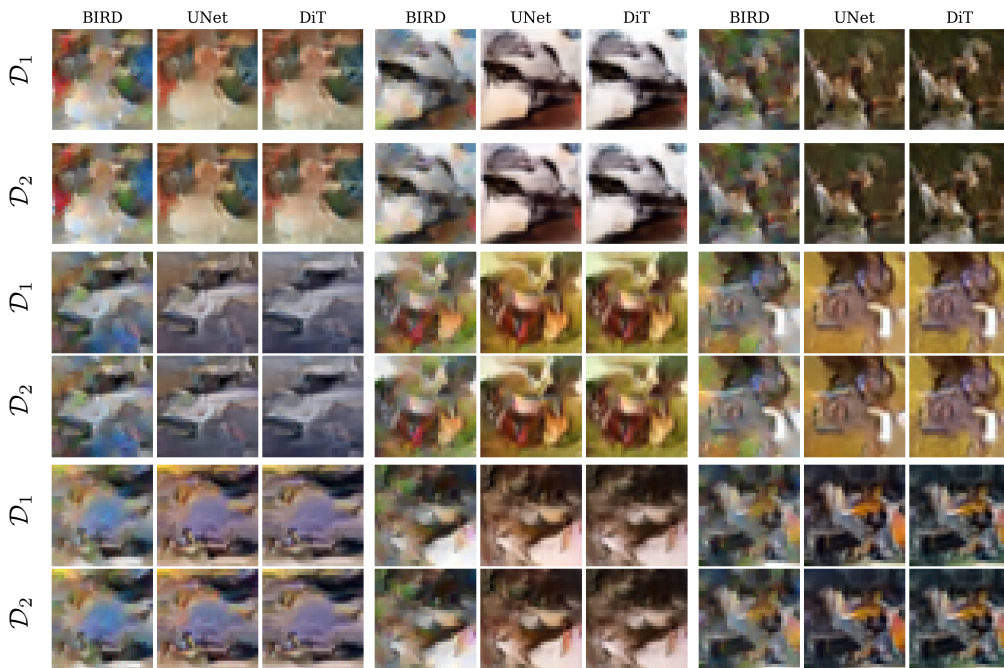 BIRD UNet DiT BIRD UNet DiT BIRD UNet DiT
𝒟₁
𝒟₂
𝒟₁
𝒟₂
𝒟₁
𝒟₂